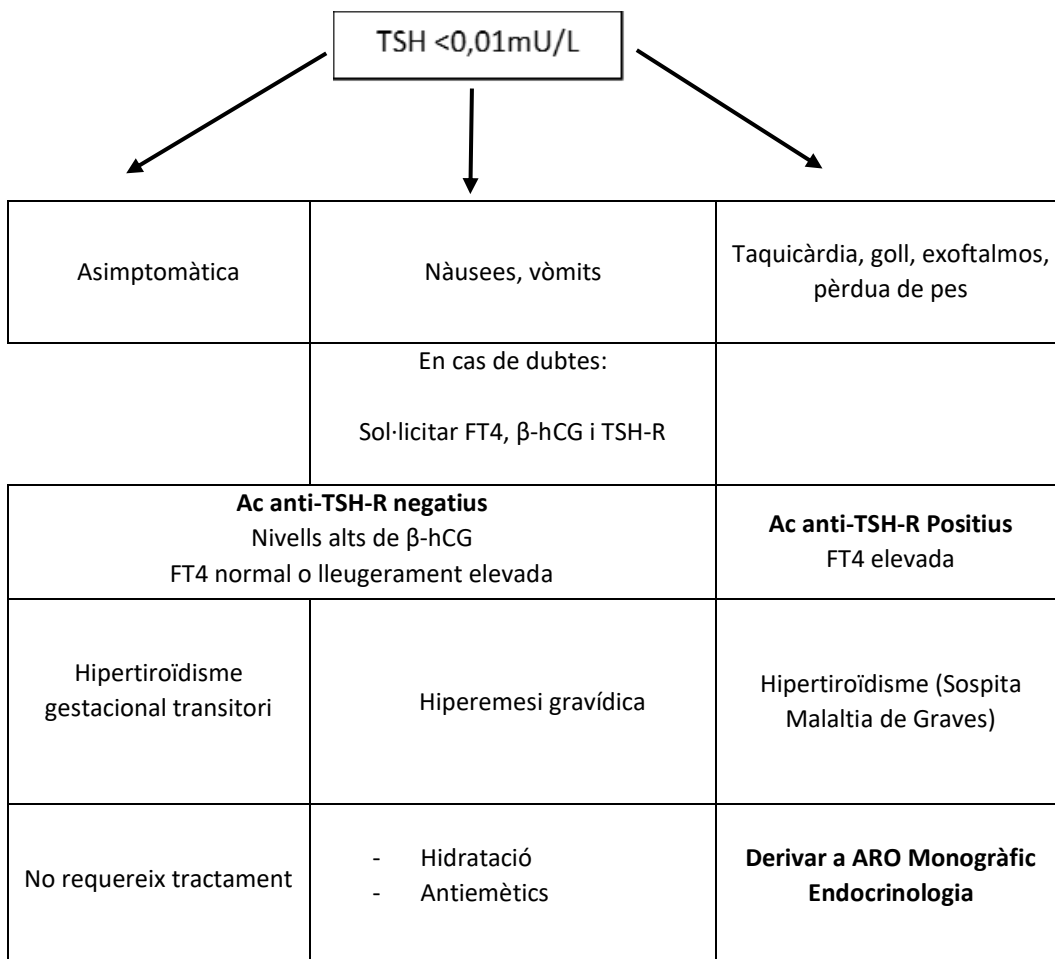 TSH <0,01mU/L
Asimptomàtica
Nàusees, vòmits
Taquicàrdia, goll, exoftalmos,
pèrdua de pes
En cas de dubtes:
Sol·licitar FT4, β-hCG i TSH-R
Ac anti-TSH-R negatius
Nivells alts de β-hCG
FT4 normal o lleugerament elevada
Ac anti-TSH-R Positius
FT4 elevada
Hipertiroïdisme
gestacional transitori
Hiperemesi gravídica
Hipertiroïdisme (Sospita
Malaltia de Graves)
No requereix tractament
- Hidratació
- Antiemètics
Derivar a ARO Monogràfic
Endocrinologia